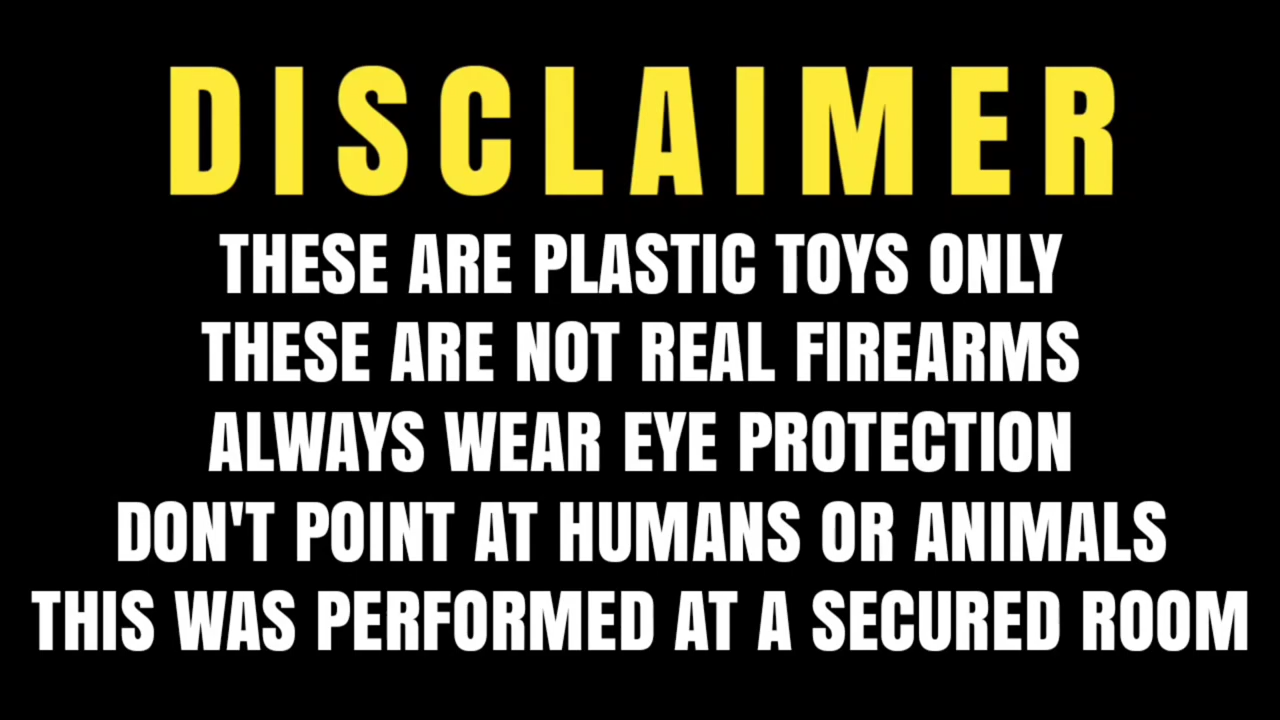 DISCLAIMER
THESE ARE PLASTIC TOYS ONLY
THESE ARE NOT REAL FIREARMS
ALWAYS WEAR EYE PROTECTION
DON'T POINT AT HUMANS OR ANIMALS
THIS WAS PERFORMED AT A SECURED ROOM